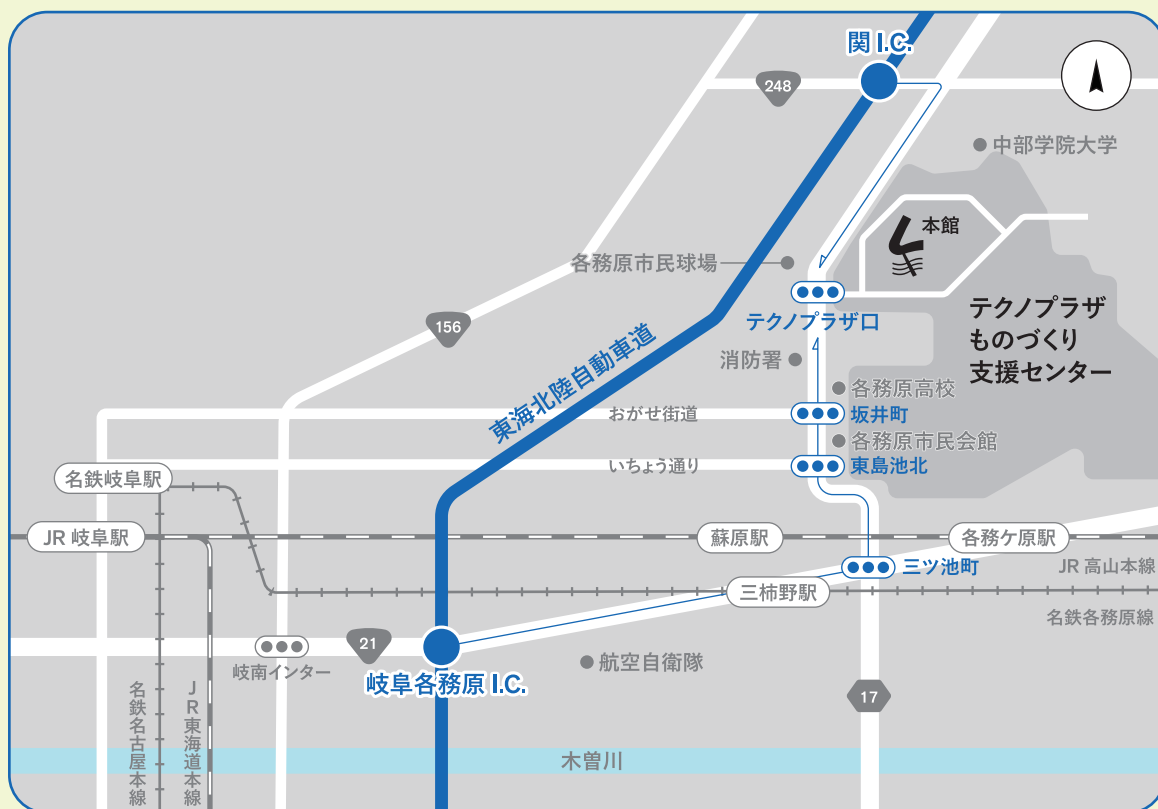 関 I.C.
248
中部学院大学
本館
各務原市民球場
テクノプラザ
ものづくり
支援センター
テクノプラザ口
156
東海北陸自動車道
消防署
各務原高校
おがせ街道
坂井町
各務原市民会館
いちょう通り
東島池北
名鉄岐阜駅
JR 岐阜駅
蘇原駅
各務ケ原駅
三ツ池町
JR 高山本線
三柿野駅
名鉄各務原線
21
岐南インター
航空自衛隊
岐阜各務原 I.C.
17
名鉄名古屋本線
JR東海道本線
木曽川